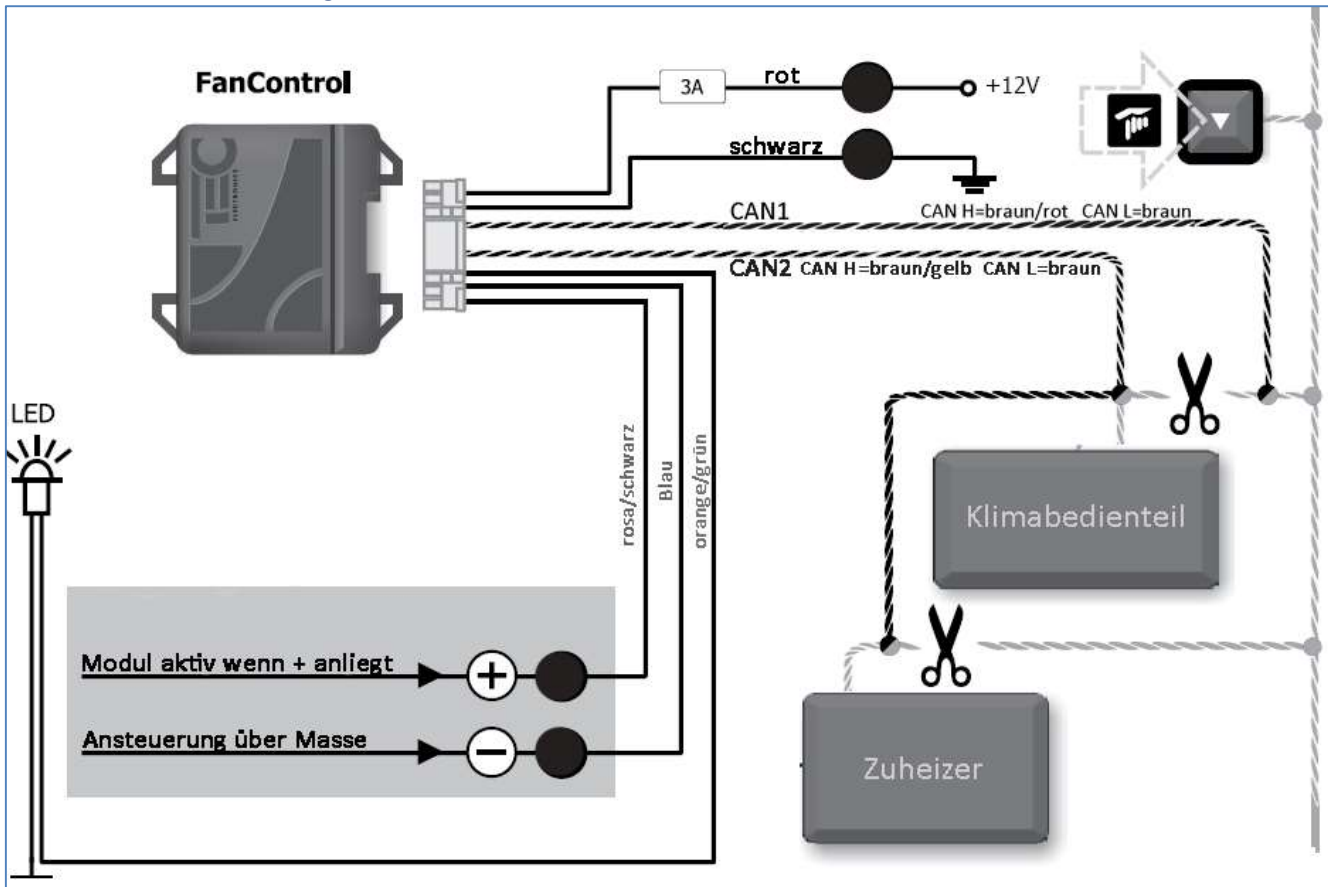 FanControl
3A
rot
+12V
schwarz
CAN1
CAN H=braun/rot CAN L=braun
CAN2 CAN H=braun/gelb CAN L=braun
LED
rosa/schwarz
Blau
orange/grün
Klimabedienteil
Modul aktiv wenn + anliegt
+
Ansteuerung über Masse
−
Zuheizer